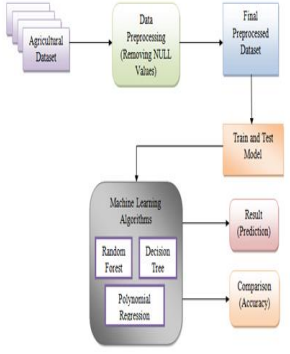 Agricultural
Dataset
Data
Preprocessing
(Removing NULL
Values)
Final
Preprocessed
Dataset
Train and Test
Model
Machine Learning
Algorithms
Random
Forest
Decision
Tree
Polynomial
Regression
Result
(Prediction)
Comparison
(Accuracy)